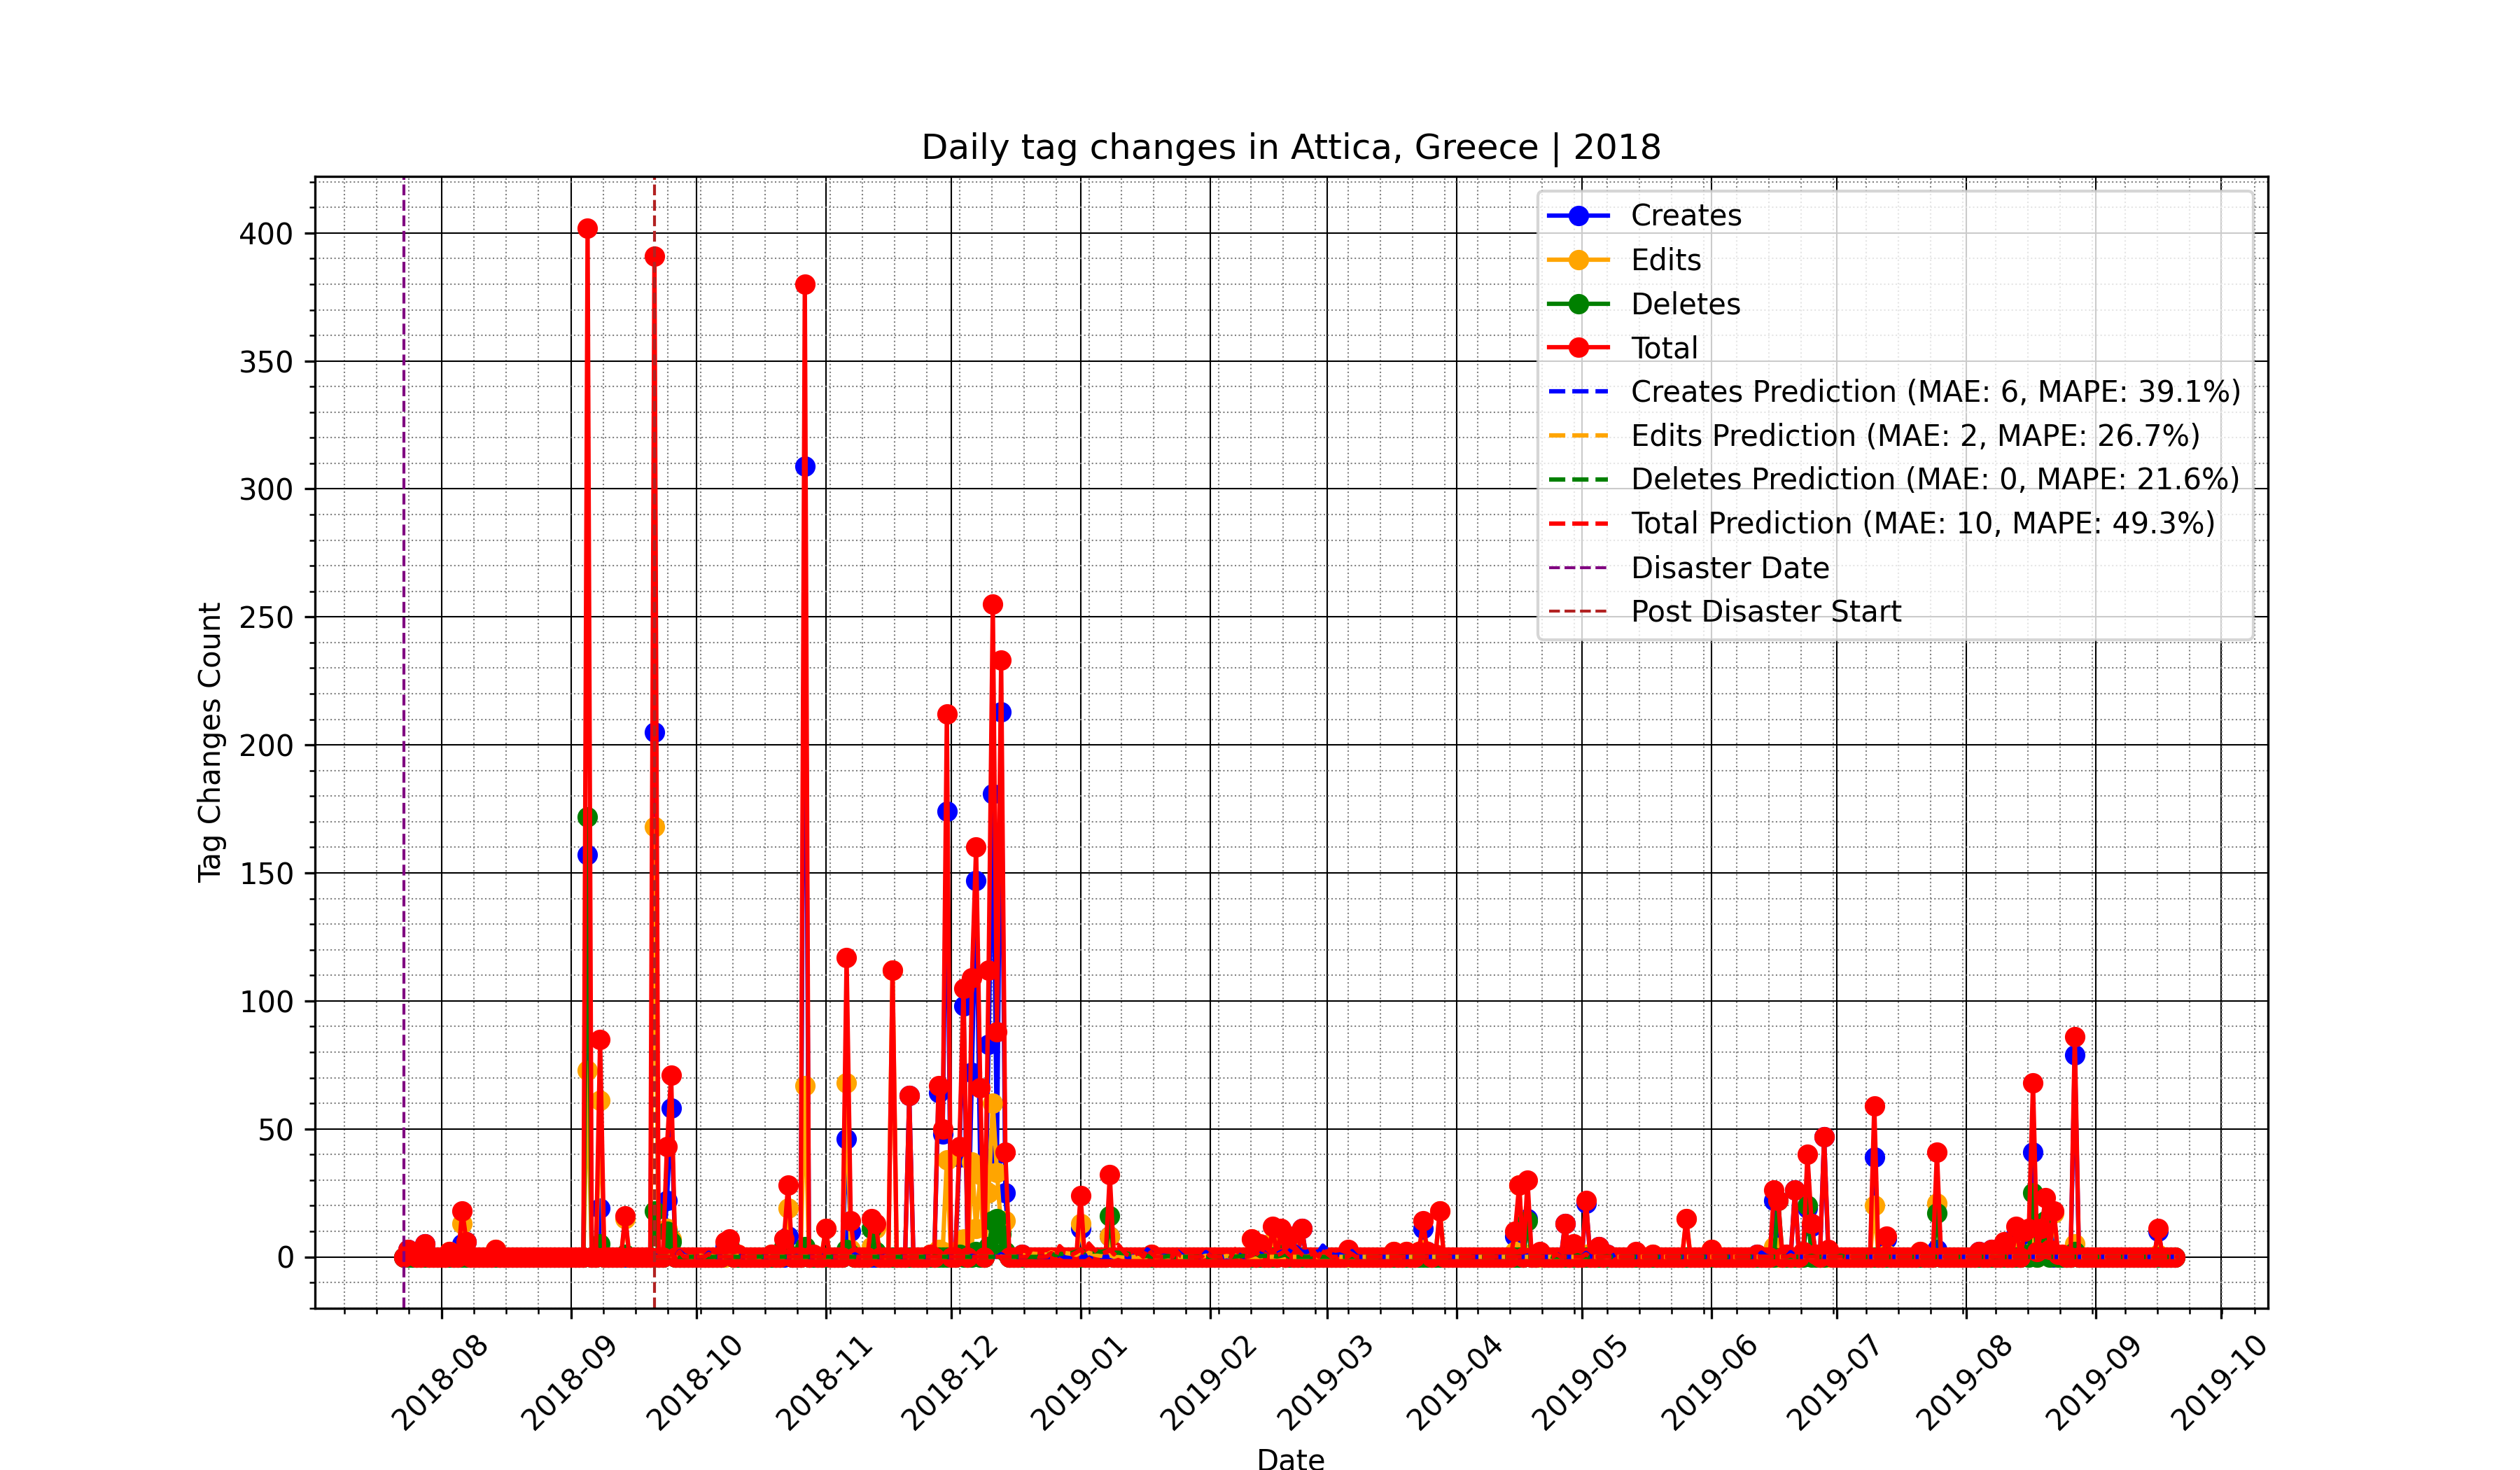 Daily tag changes in Attica, Greece | 2018
Tag Changes Count
400
350
300
250
200
150
100
50
0
Creates
Edits
Deletes
Total
Creates Prediction (MAE: 6, MAPE: 39.1%)
Edits Prediction (MAE: 2, MAPE: 26.7%)
Deletes Prediction (MAE: 0, MAPE: 21.6%)
Total Prediction (MAE: 10, MAPE: 49.3%)
Disaster Date
Post Disaster Start
2018-08
2018-09
2018-10
2018-11
2018-12
2019-01
2019-02
2019-03
2019-04
2019-05
2019-06
2019-07
2019-08
2019-09
2019-10
Date